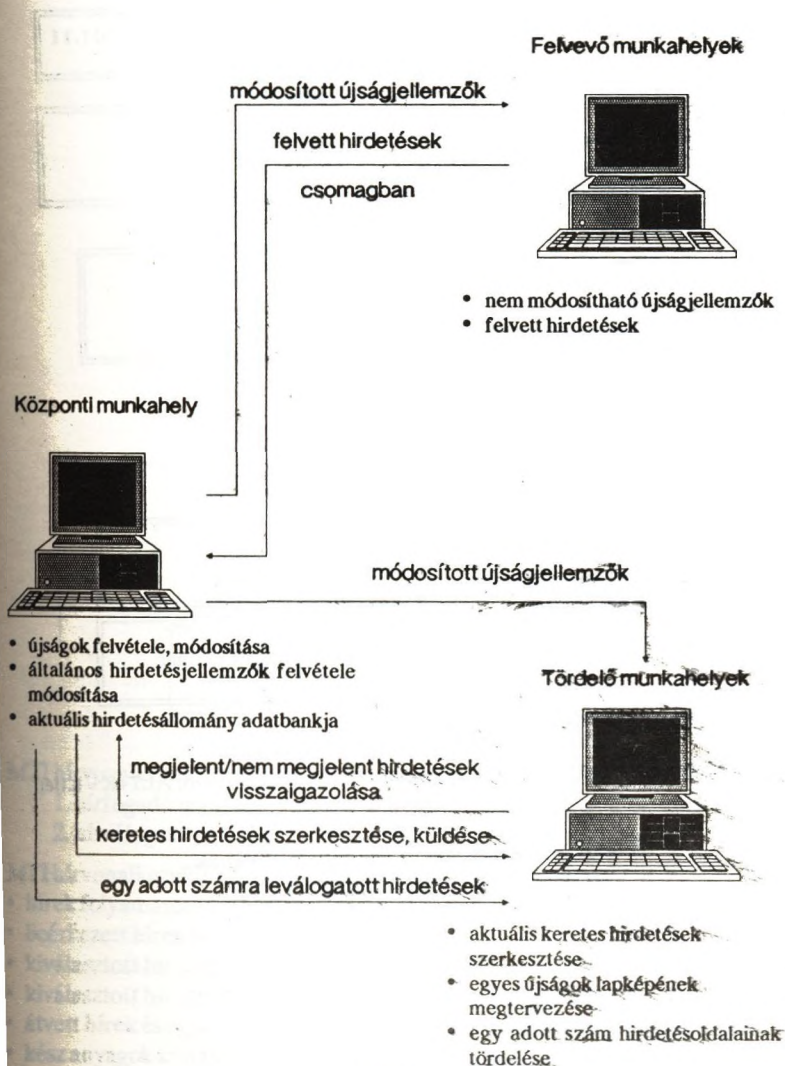 Felvevő munkahelyek
módosított újságjellemzők
felvett hirdetések
csomagban
• nem módosítható újságjellemzők
• felvett hirdetések
Központi munkahely
módosított újságjellemzők
• újságok felvétele, módosítása
• általános hirdetésjellemzők felvétele
módosítása
• aktuális hirdetésállomány adatbankja
Tördelő munkahelyek
megjelent/nem megjelent hirdetések
visszaigazolása
keretes hirdetések szerkesztése, küldése
egy adott számra leválogatott hirdetések
• aktuális keretes hirdetések
szerkesztése
• egyes újságok lapképének
megtervezése
• egy adott szám hirdetésoldalainak
tördelése